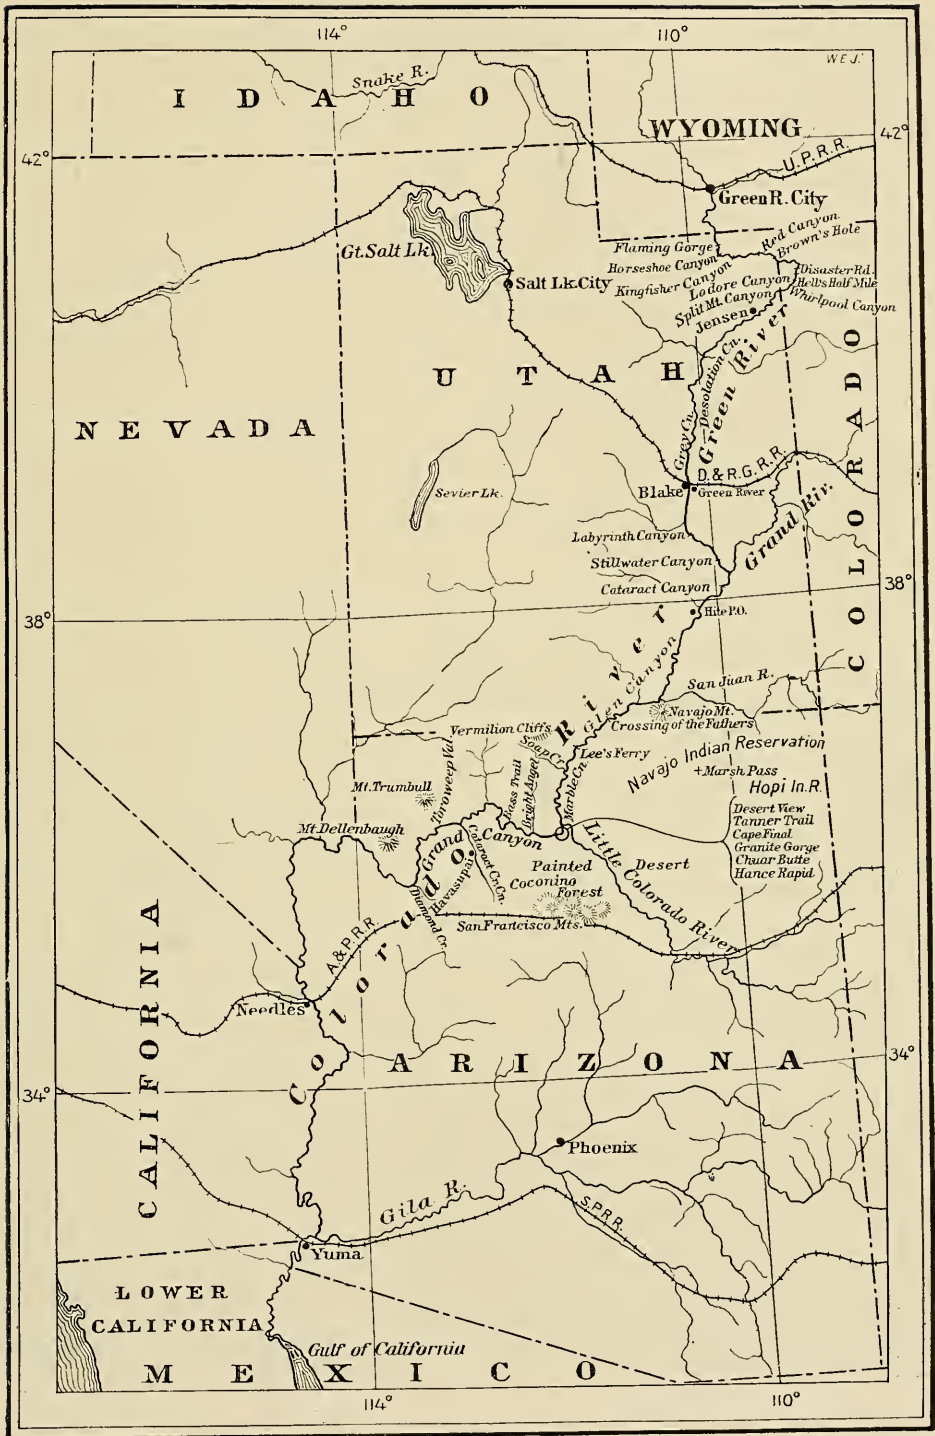 114°
110°
W E J.
Snake R.
I D A H O
WYOMING
42°
42°
U.P.R.R.
Green R. City
Red Canyon
Brown's Hole
Flaming Gorge
Gt. Salt Lk.
Horseshoe Canyon
Kingfisher Canyon
Lodore Canyon
Disaster Rd.
Hell's Half Mile
Whirlpool Canyon
Salt Lk. City
Split Mt. Canyon
Jensen
U T A H
Desolation Cn.
Green River
NEVADA
COLORADO
Grey Cn.
D. & R.G. R.R.
Blake
Green River
Sevier Lk.
Grand Riv.
Labyrinth Canyon
Stillwater Canyon
Cataract Canyon
38°
38°
Hite P.O.
Glen Canyon
San Juan R.
Navajo Mt.
Crossing of the Fathers
Vermilion Cliffs
Soap Cr.
Lee's Ferry
Navajo Indian Reservation
+Marsh Pass
Hopi In. R.
Mt. Trumbull
Toroweep Val.
Bass Trail
Bright Angel
Marble Cn.
Desert View
Tanner Trail
Cape Final
Granite Gorge
Chuar Butte
Hance Rapid
Mt. Dellenbaugh
Grand Canyon
Cataract Cr. Cn.
Havasupai
Diamond Cr.
Painted Desert
Coconino
Forest
Little Colorado River
San Francisco Mts.
A. & P. R.R.
Needles
Colorado River
CALIFORNIA
A R I Z O N A
34°
34°
Phoenix
Gila R.
S.P.R.R.
Yuma
LOWER
CALIFORNIA
Gulf of California
M E X I C O
114°
110°